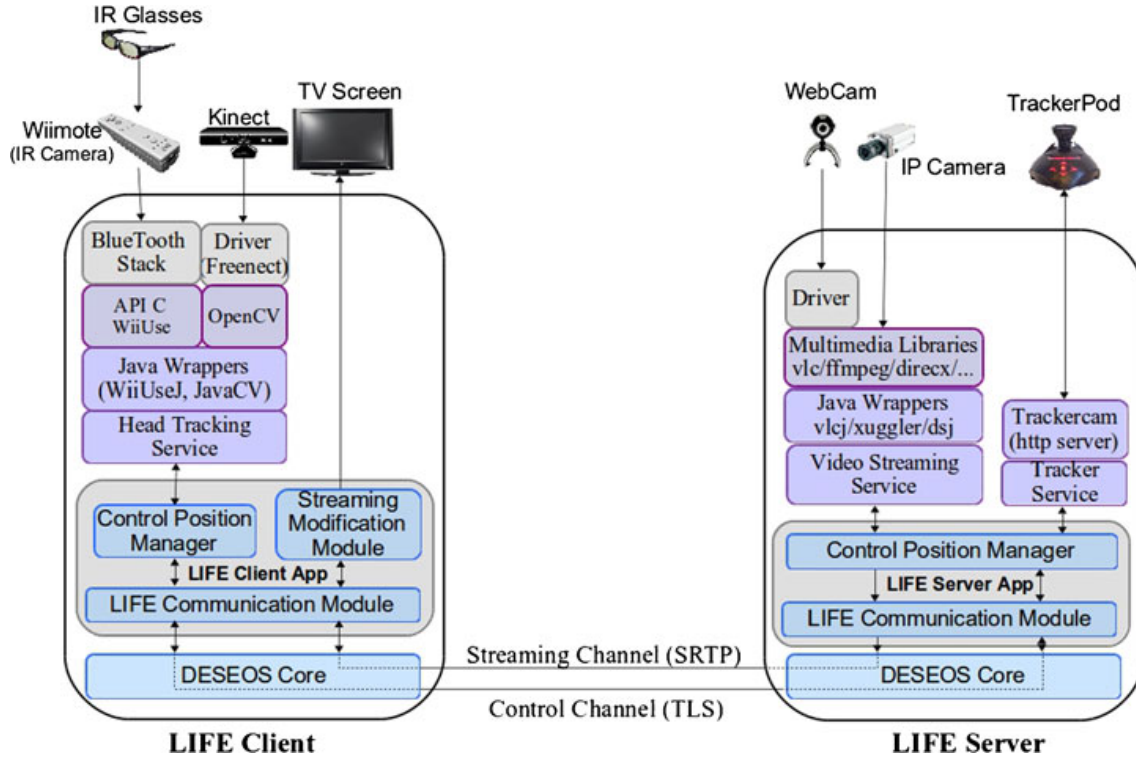 IR Glasses
Wiimote
(IR Camera)
Kinect
TV Screen
BlueTooth
Stack
Driver
(Freenect)
API C
WiiUse
OpenCV
Java Wrappers
(WiiUseJ, JavaCV)
Head Tracking
Service
Control Position
Manager
Streaming
Modification
Module
LIFE Client App
LIFE Communication Module
DESEOS Core
LIFE Client
Streaming Channel (SRTP)
Control Channel (TLS)
WebCam
IP Camera
TrackerPod
Driver
Multimedia Libraries
vlc/ffmpeg/direcx/...
Java Wrappers
vlcj/xuggler/dsj
Video Streaming
Service
Trackercam
(http server)
Tracker
Service
Control Position Manager
LIFE Server App
LIFE Communication Module
DESEOS Core
LIFE Server